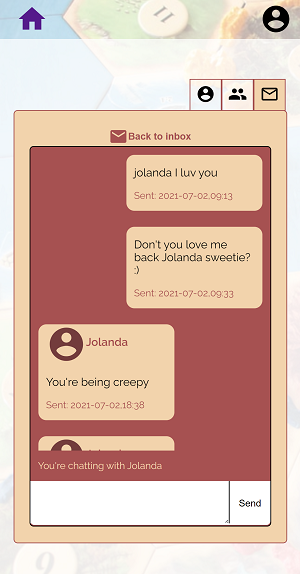 11
Back to inbox
jolanda I luv you
Sent: 2021-07-02,09:13
Don't you love me
back Jolanda sweetie?
:)
Sent: 2021-07-02,09:33
Jolanda
You're being creepy
Sent: 2021-07-02,18:38
You're chatting with Jolanda
Send
9